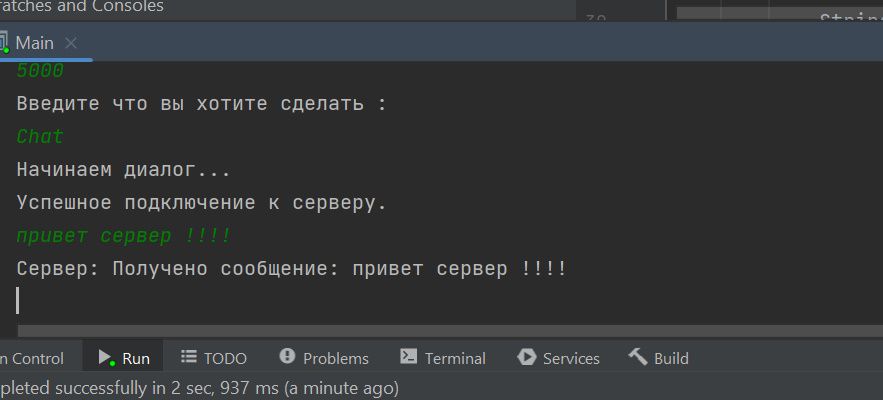 ratches and Consoles
Main
5000
Введите что вы хотите сделать :
Chat
Начинаем диалог...
Успешное подключение к серверу.
привет сервер !!!!
Сервер: Получено сообщение: привет сервер !!!!
n Control Run TODO Problems Terminal Services Build
pleted successfully in 2 sec, 937 ms (a minute ago)